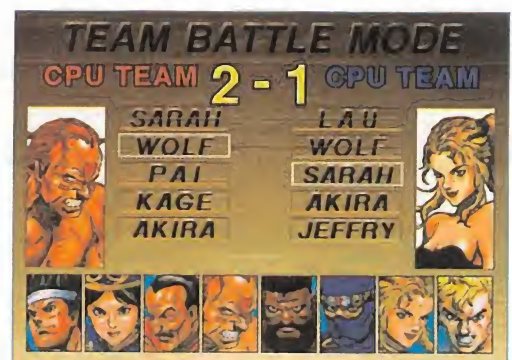 TEAM BATTLE MODE
CPU TEAM 2 - 1 CPU TEAM
SARAH LAU
WOLF WOLF
PAI SARAH
KAGE AKIRA
AKIRA JEFFRY